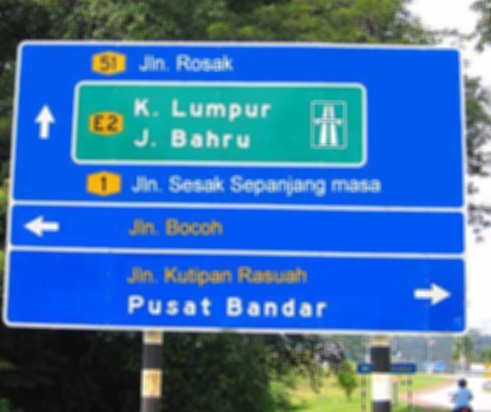 51 Jln. Rosak
E2 K. Lumpur
J. Bahru
1 Jln. Sesak Sepanjang masa
Jln. Bocoh
Jln. Kutipan Rasuah
Pusat Bandar